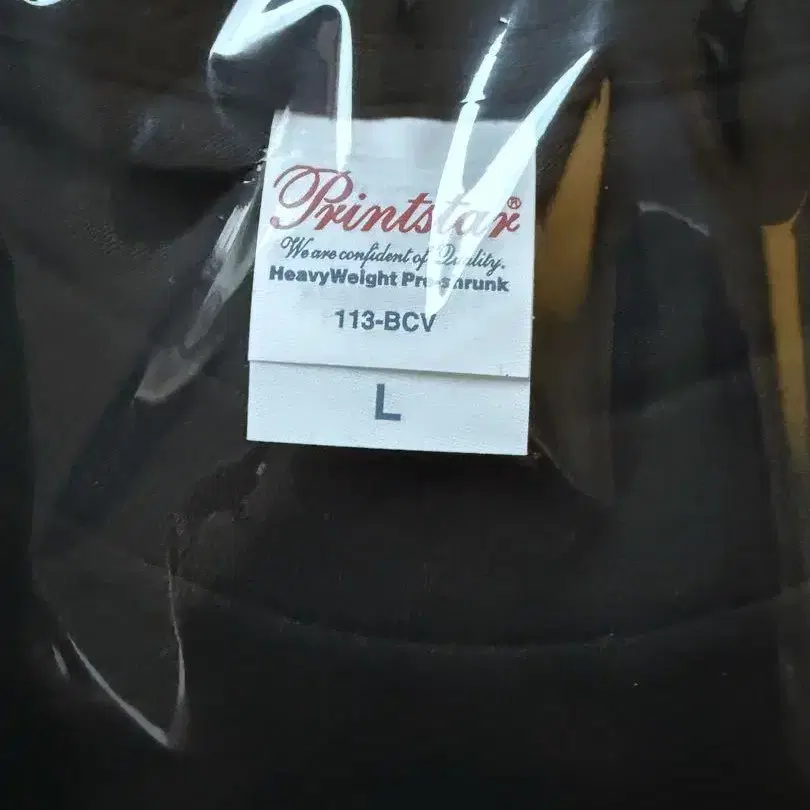 Printstar®
We are confident of Quality.
HeavyWeight Pre-shrunk
113-BCV
L